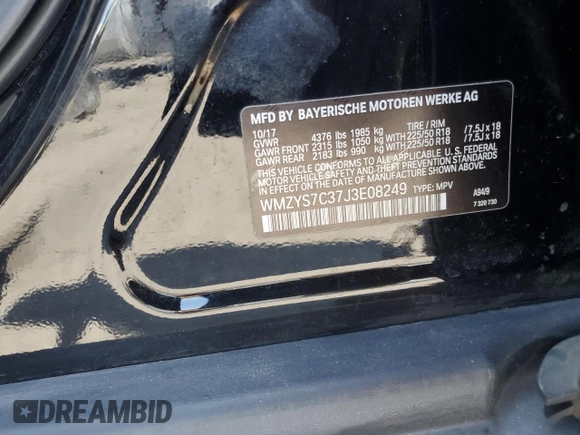 MFD BY BAYERISCHE MOTOREN WERKE AG
10/17 TIRE / RIM
GVWR 4376 lbs 1985 kg
GAWR FRONT 2315 lbs 1050 kg WITH 225/50 R18 / 7.5J x 18
GAWR REAR 2183 lbs 990 kg WITH 225/50 R18 / 7.5J x 18
THIS VEHICLE CONFORMS TO ALL APPLICABLE U.S. FEDERAL
MOTOR VEHICLE SAFETY, BUMPER AND THEFT PREVENTION STANDARDS
IN EFFECT ON THE DATE OF MANUFACTURE SHOWN ABOVE.
WMZYS7C37J3E08249 TYPE: MPV
A94/9
7 320 730
DREAMBID